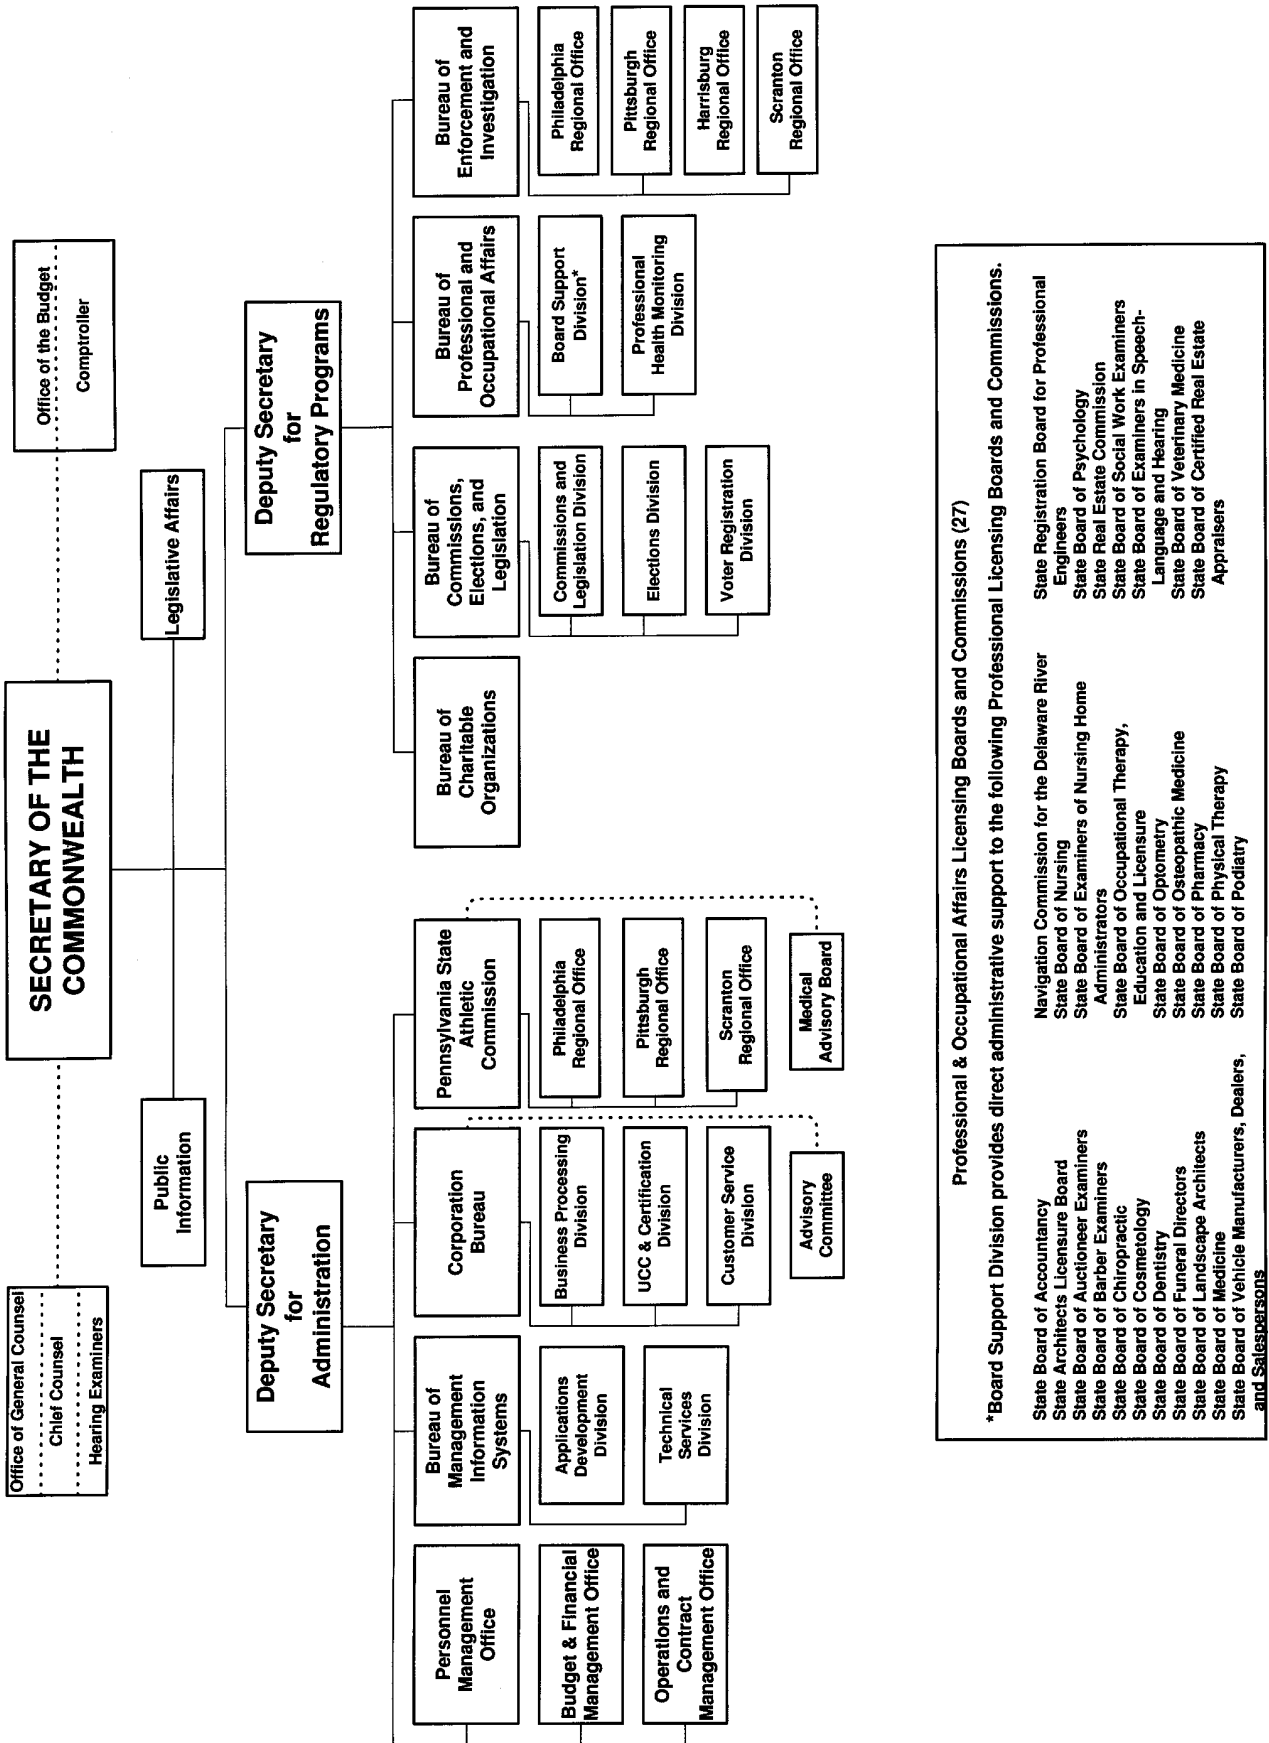 SECRETARY OF THE
COMMONWEALTH
Office of General Counsel
Chief Counsel
Hearing Examiners
Office of the Budget
Comptroller
Public
Information
Legislative Affairs
Deputy Secretary
for
Administration
Deputy Secretary
for
Regulatory Programs
Personnel
Management
Office
Budget & Financial
Management Office
Operations and
Contract
Management Office
Bureau of
Management
Information
Systems
Applications
Development
Division
Technical
Services
Division
Corporation
Bureau
Business Processing
Division
UCC & Certification
Division
Customer Service
Division
Advisory
Committee
Pennsylvania State
Athletic
Commission
Philadelphia
Regional Office
Pittsburgh
Regional Office
Scranton
Regional Office
Medical
Advisory Board
Bureau of
Charitable
Organizations
Bureau of
Commissions,
Elections, and
Legislation
Commissions and
Legislation Division
Elections Division
Voter Registration
Division
Bureau of
Professional and
Occupational Affairs
Board Support
Division*
Professional
Health Monitoring
Division
Bureau of
Enforcement and
Investigation
Philadelphia
Regional Office
Pittsburgh
Regional Office
Harrisburg
Regional Office
Scranton
Regional Office
Professional & Occupational Affairs Licensing Boards and Commissions (27)
*Board Support Division provides direct administrative support to the following Professional Licensing Boards and Commissions.
State Board of Accountancy
State Architects Licensure Board
State Board of Auctioneer Examiners
State Board of Barber Examiners
State Board of Chiropractic
State Board of Cosmetology
State Board of Dentistry
State Board of Funeral Directors
State Board of Landscape Architects
State Board of Medicine
State Board of Vehicle Manufacturers, Dealers,
and Salespersons
Navigation Commission for the Delaware River
State Board of Nursing
State Board of Examiners of Nursing Home
Administrators
State Board of Occupational Therapy,
Education and Licensure
State Board of Optometry
State Board of Osteopathic Medicine
State Board of Pharmacy
State Board of Physical Therapy
State Board of Podiatry
State Registration Board for Professional
Engineers
State Board of Psychology
State Real Estate Commission
State Board of Social Work Examiners
State Board of Examiners in Speech-
Language and Hearing
State Board of Veterinary Medicine
State Board of Certified Real Estate
Appraisers